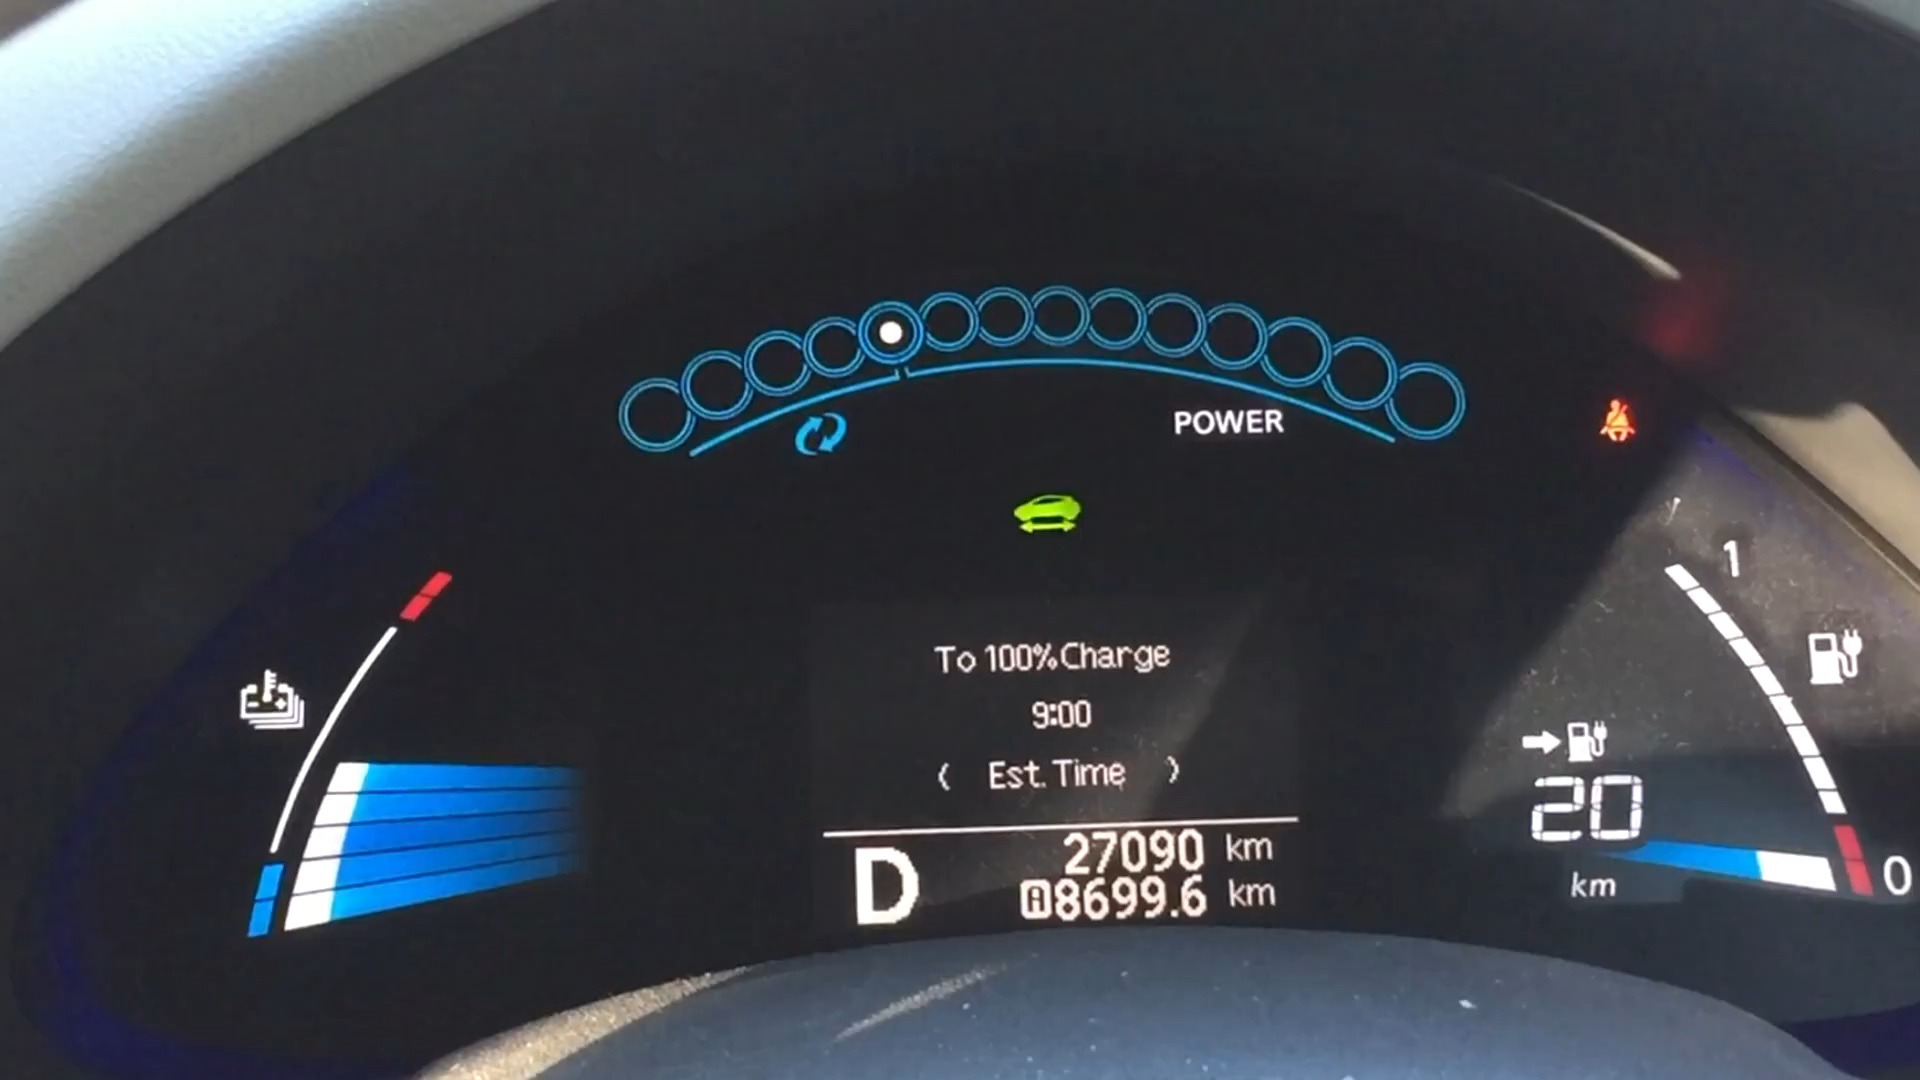 POWER
1
To 100% Charge
9:00
‹ Est. Time ›
20
km
0
D
27090 km
A 8699.6 km